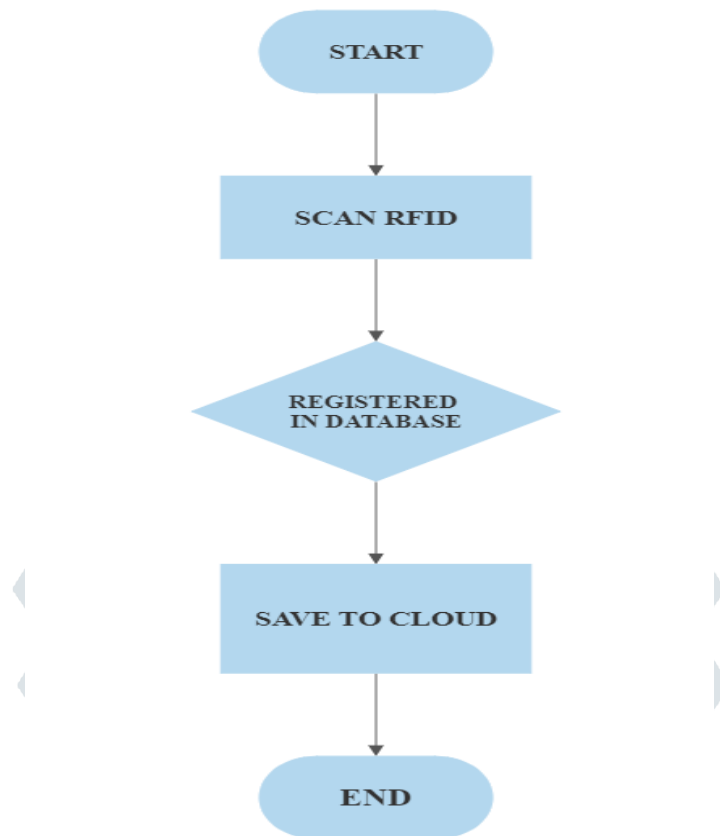 START
SCAN RFID
REGISTERED
IN DATABASE
SAVE TO CLOUD
END